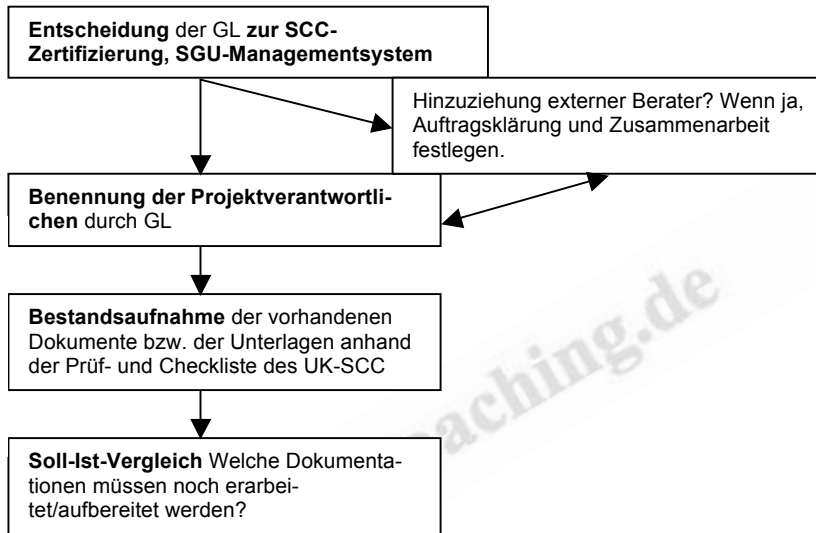 Entscheidung der GL zur SCC-
Zertifizierung, SGU-Managementsystem
Hinzuziehung externer Berater? Wenn ja,
Auftragsklärung und Zusammenarbeit
festlegen.
Benennung der Projektverantwortli-
chen durch GL
Bestandsaufnahme der vorhandenen
Dokumente bzw. der Unterlagen anhand
der Prüf- und Checkliste des UK-SCC
Soll-Ist-Vergleich Welche Dokumenta-
tionen müssen noch erarbei-
tet/aufbereitet werden?
aching.de